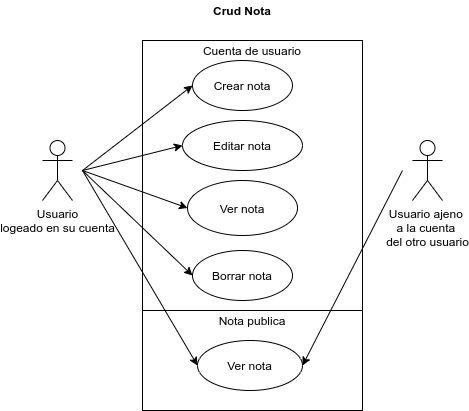 Crud Nota
Cuenta de usuario
Crear nota
Editar nota
Ver nota
Borrar nota
Usuario
logeado en su cuenta
Usuario ajeno
a la cuenta
del otro usuario
Nota publica
Ver nota